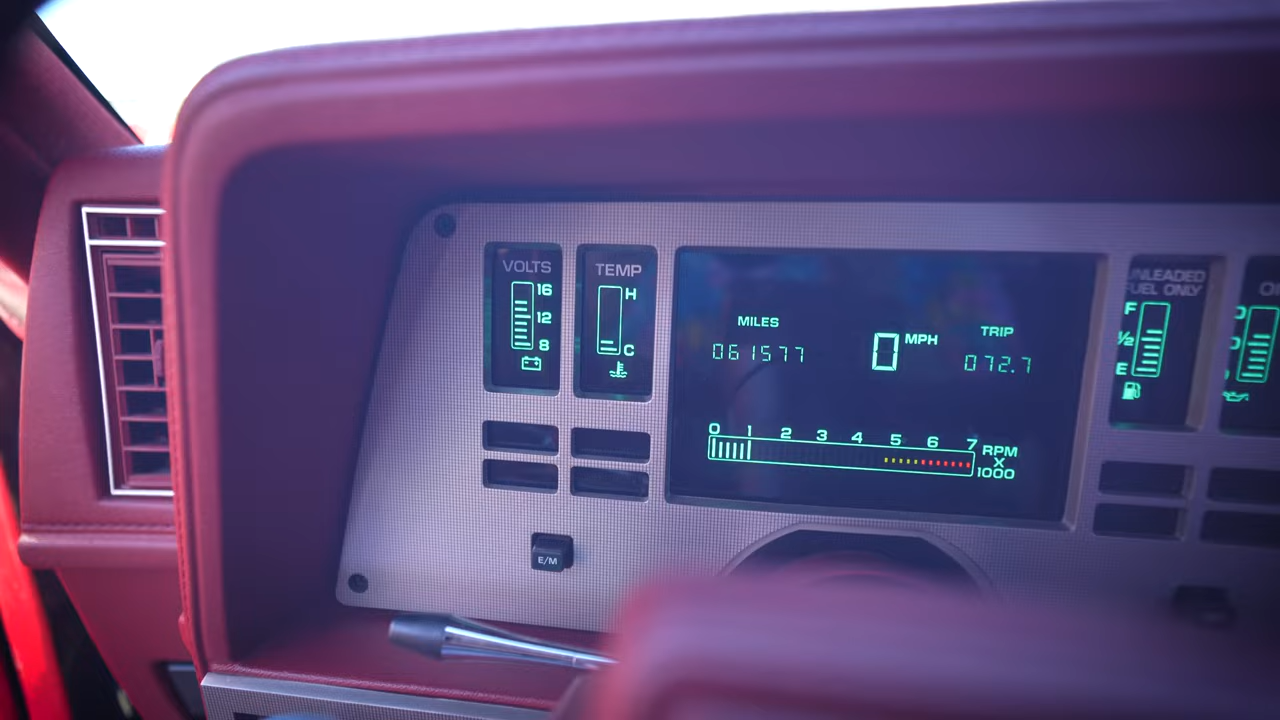 VOLTS
16
12
8
TEMP
H
C
MILES
061577
0 MPH
TRIP
072.7
0 1 2 3 4 5 6 7
RPM
X
1000
UNLEADED
FUEL ONLY
F
½
E
E/M